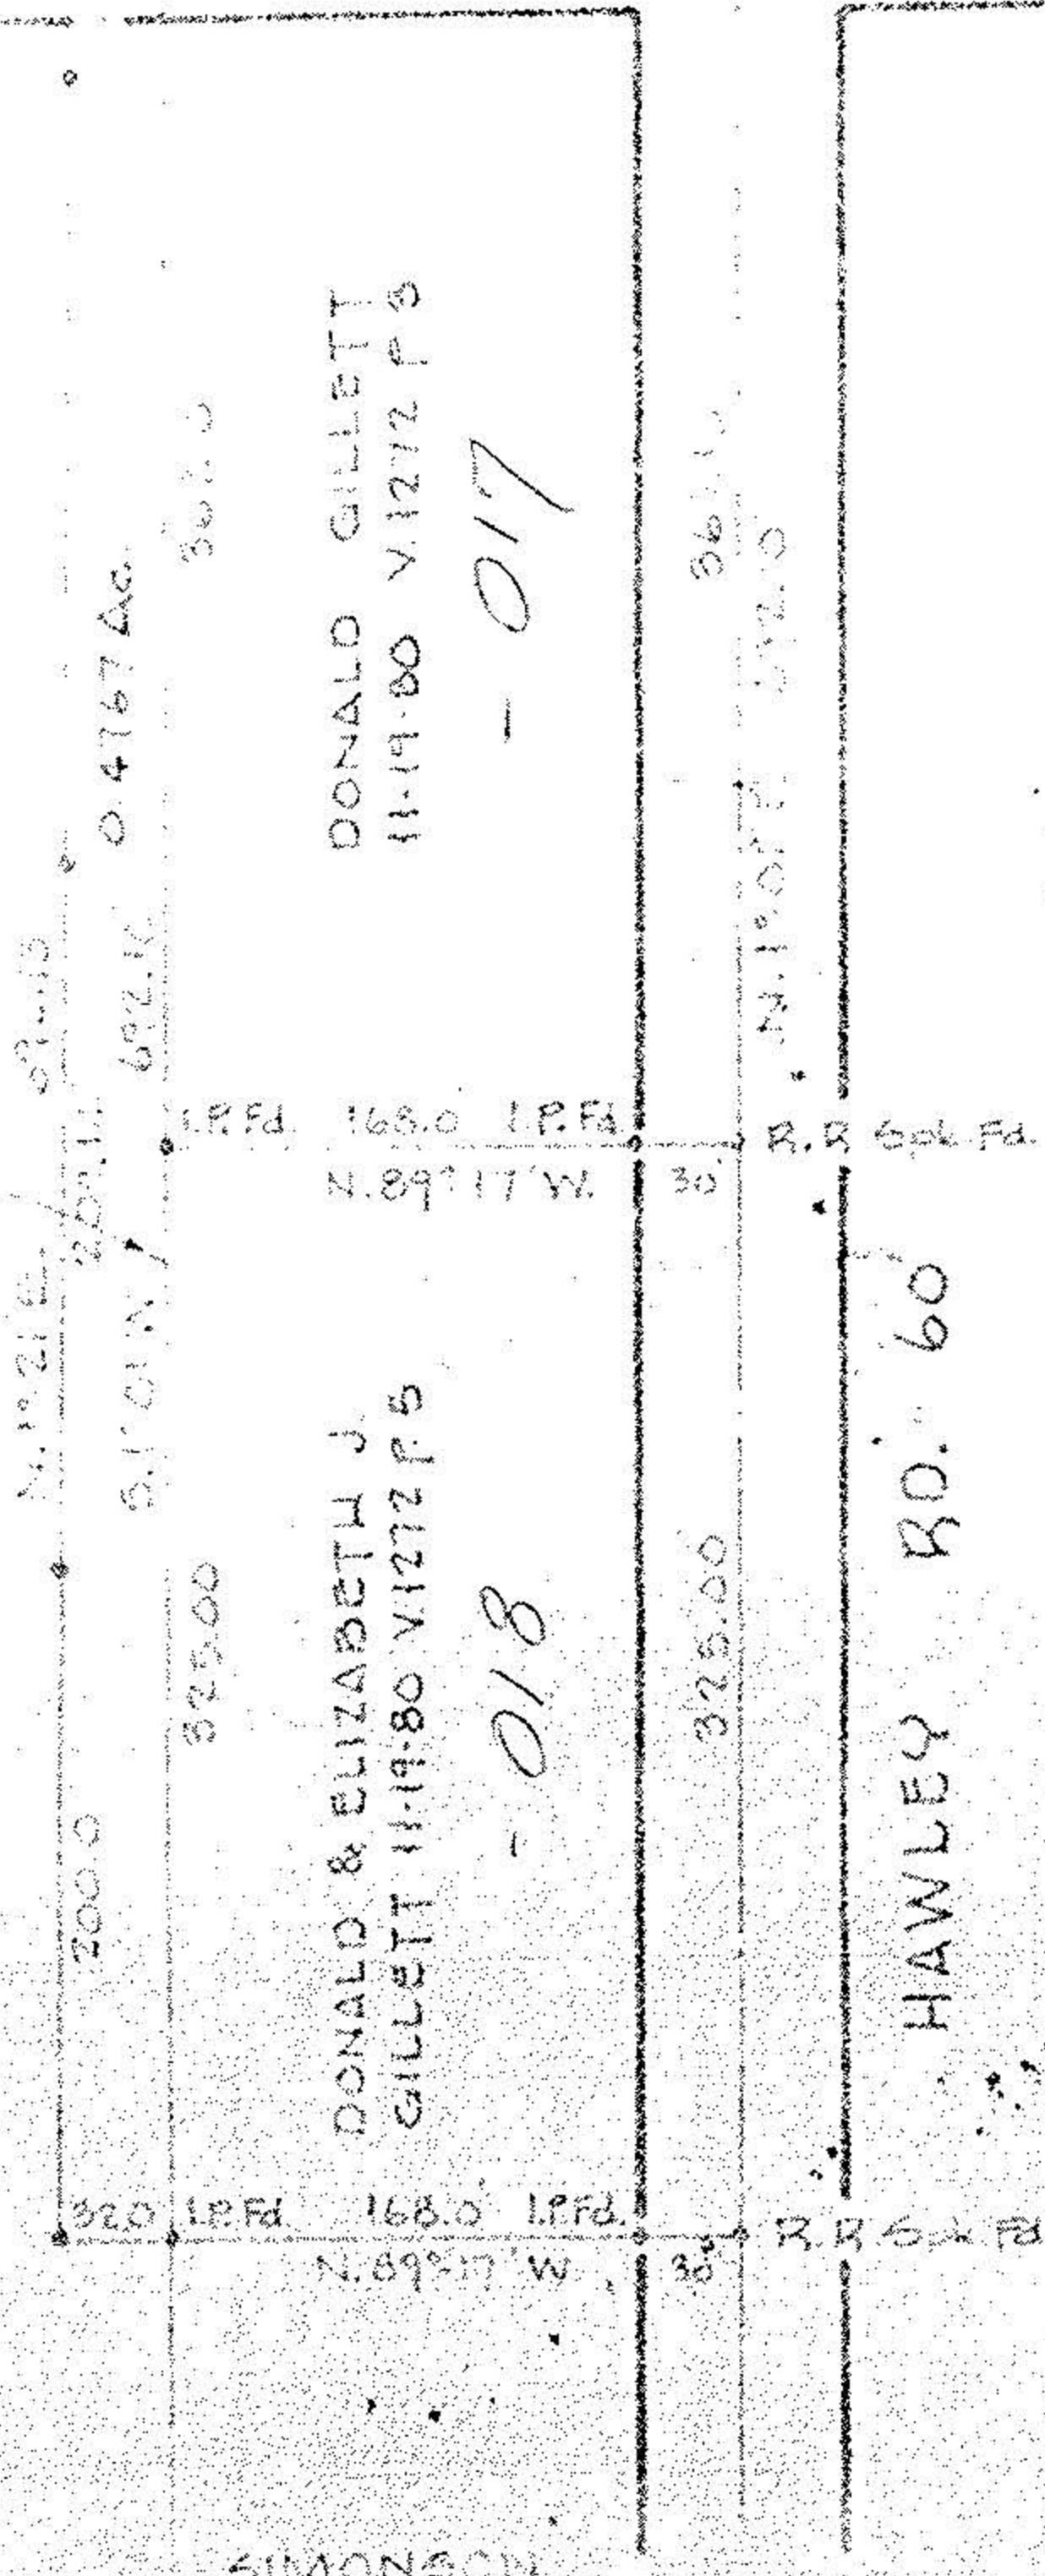 DONALD GILLETT
11-19-80 V.1272 P 5
- 017
0.4767 Ac.
I.P. Fd. 168.0 I.P. Fd.
N. 89° 17' W. 30'
R.R Spk Fd.
DONALD & ELIZABETH J.
GILLETT 11-19-80 V.1272 P. 5
- 018
325.00
325.00
200.0
HAWLEY RD. 60
32.0 I.P. Fd. 168.0' I.P. Fd.
N. 89° 17' W. 30'
R.R Spk Fd
SIMONSON